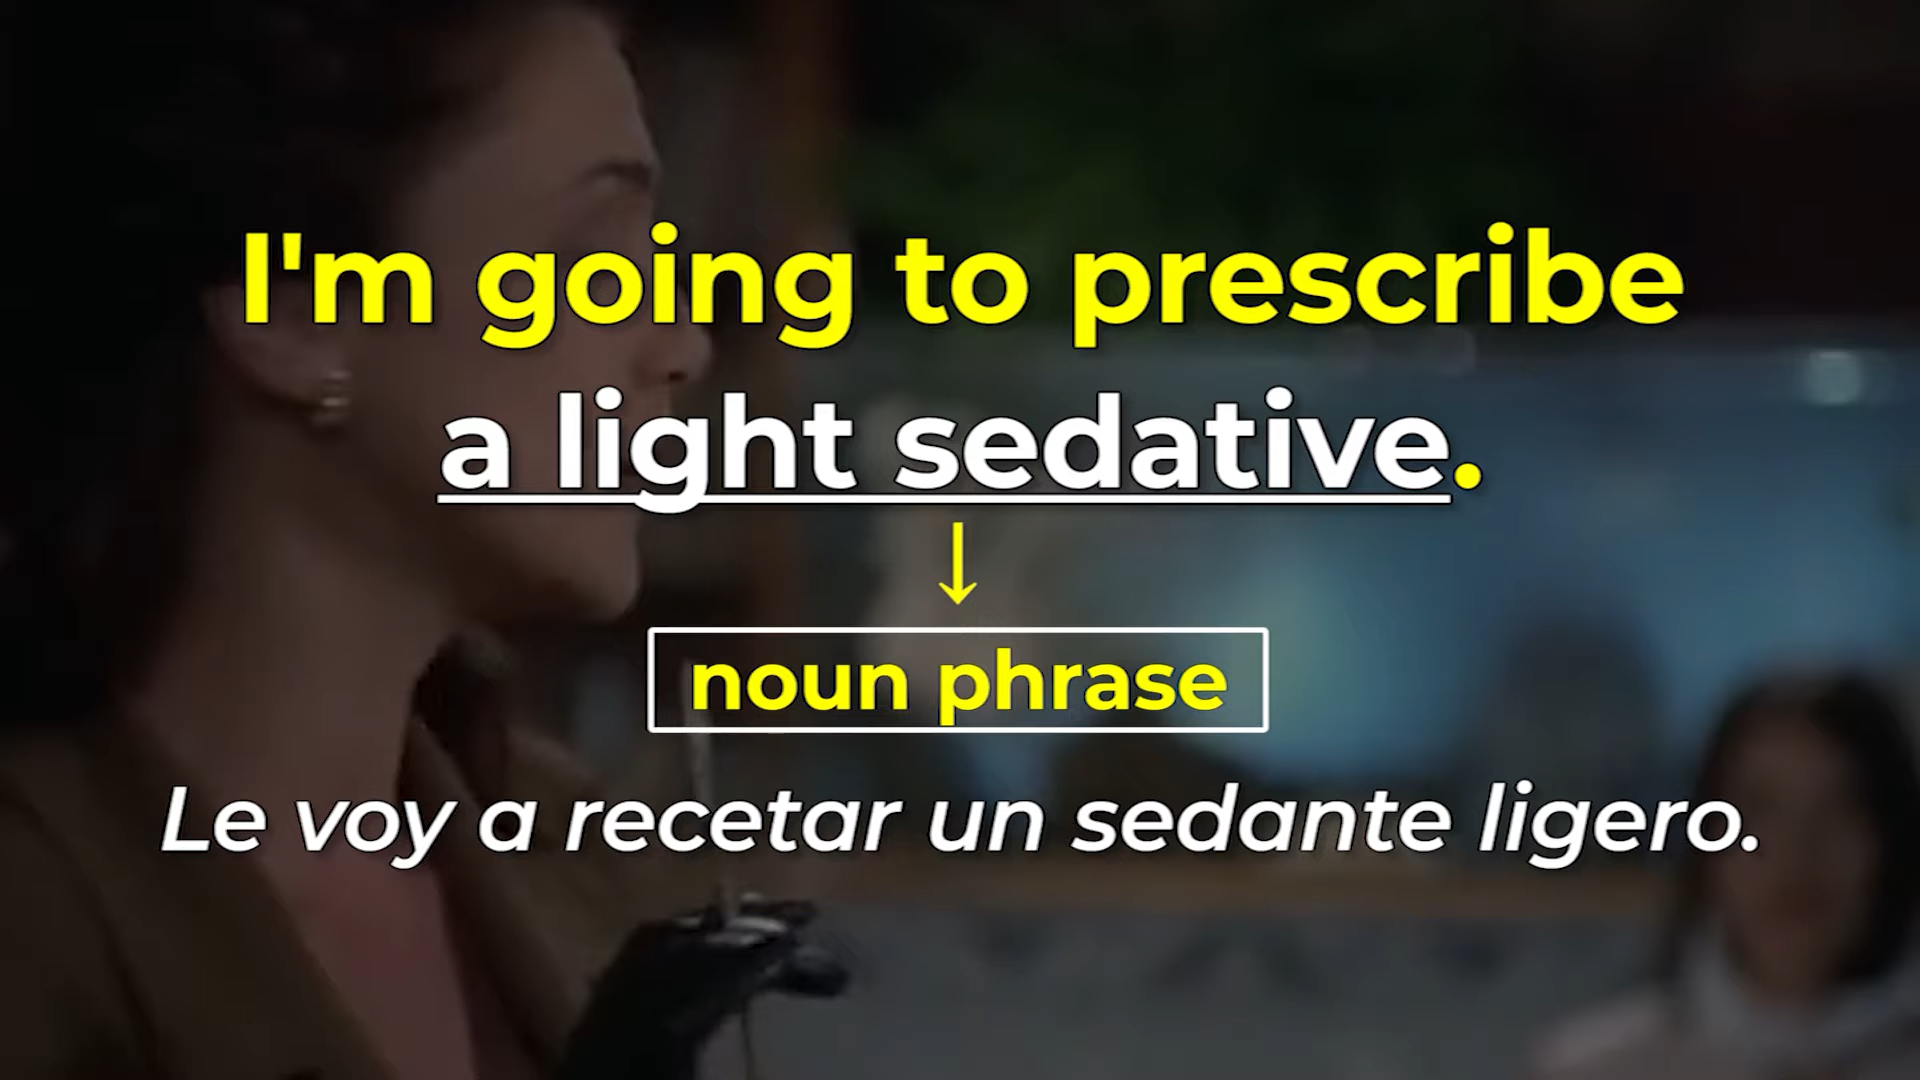 I'm going to prescribe
a light sedative.
noun phrase
Le voy a recetar un sedante ligero.